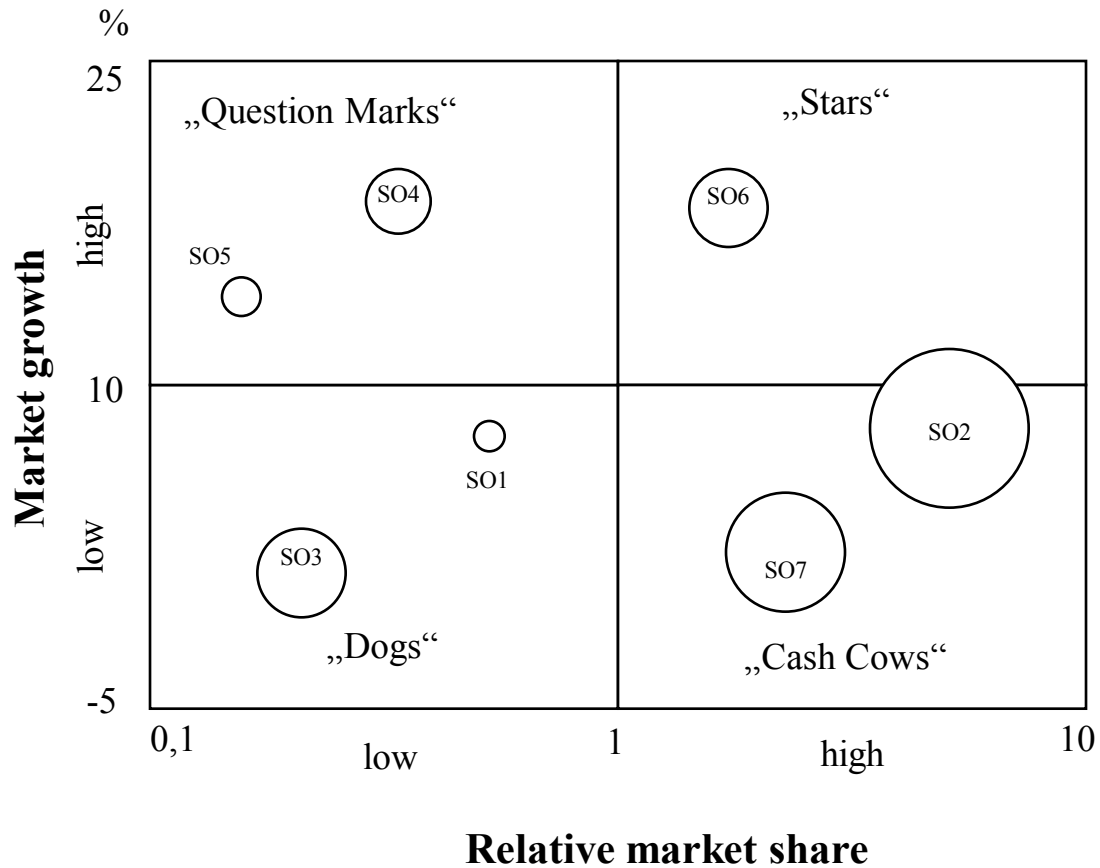 %
25
„Question Marks“
„Stars“
SO4
SO6
high
SO5
Market growth
10
SO2
SO1
low
SO3
SO7
„Dogs“
„Cash Cows“
-5
0,1
low
1
high
10
Relative market share